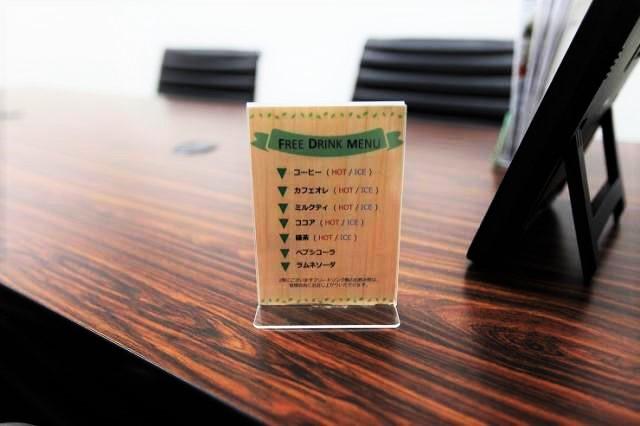 FREE DRINK MENU
コーヒー ( HOT / ICE )
カフェオレ ( HOT / ICE )
ミルクティ ( HOT / ICE )
ココア ( HOT / ICE )
緑茶 ( HOT / ICE )
ペプシコーラ
ラムネソーダ